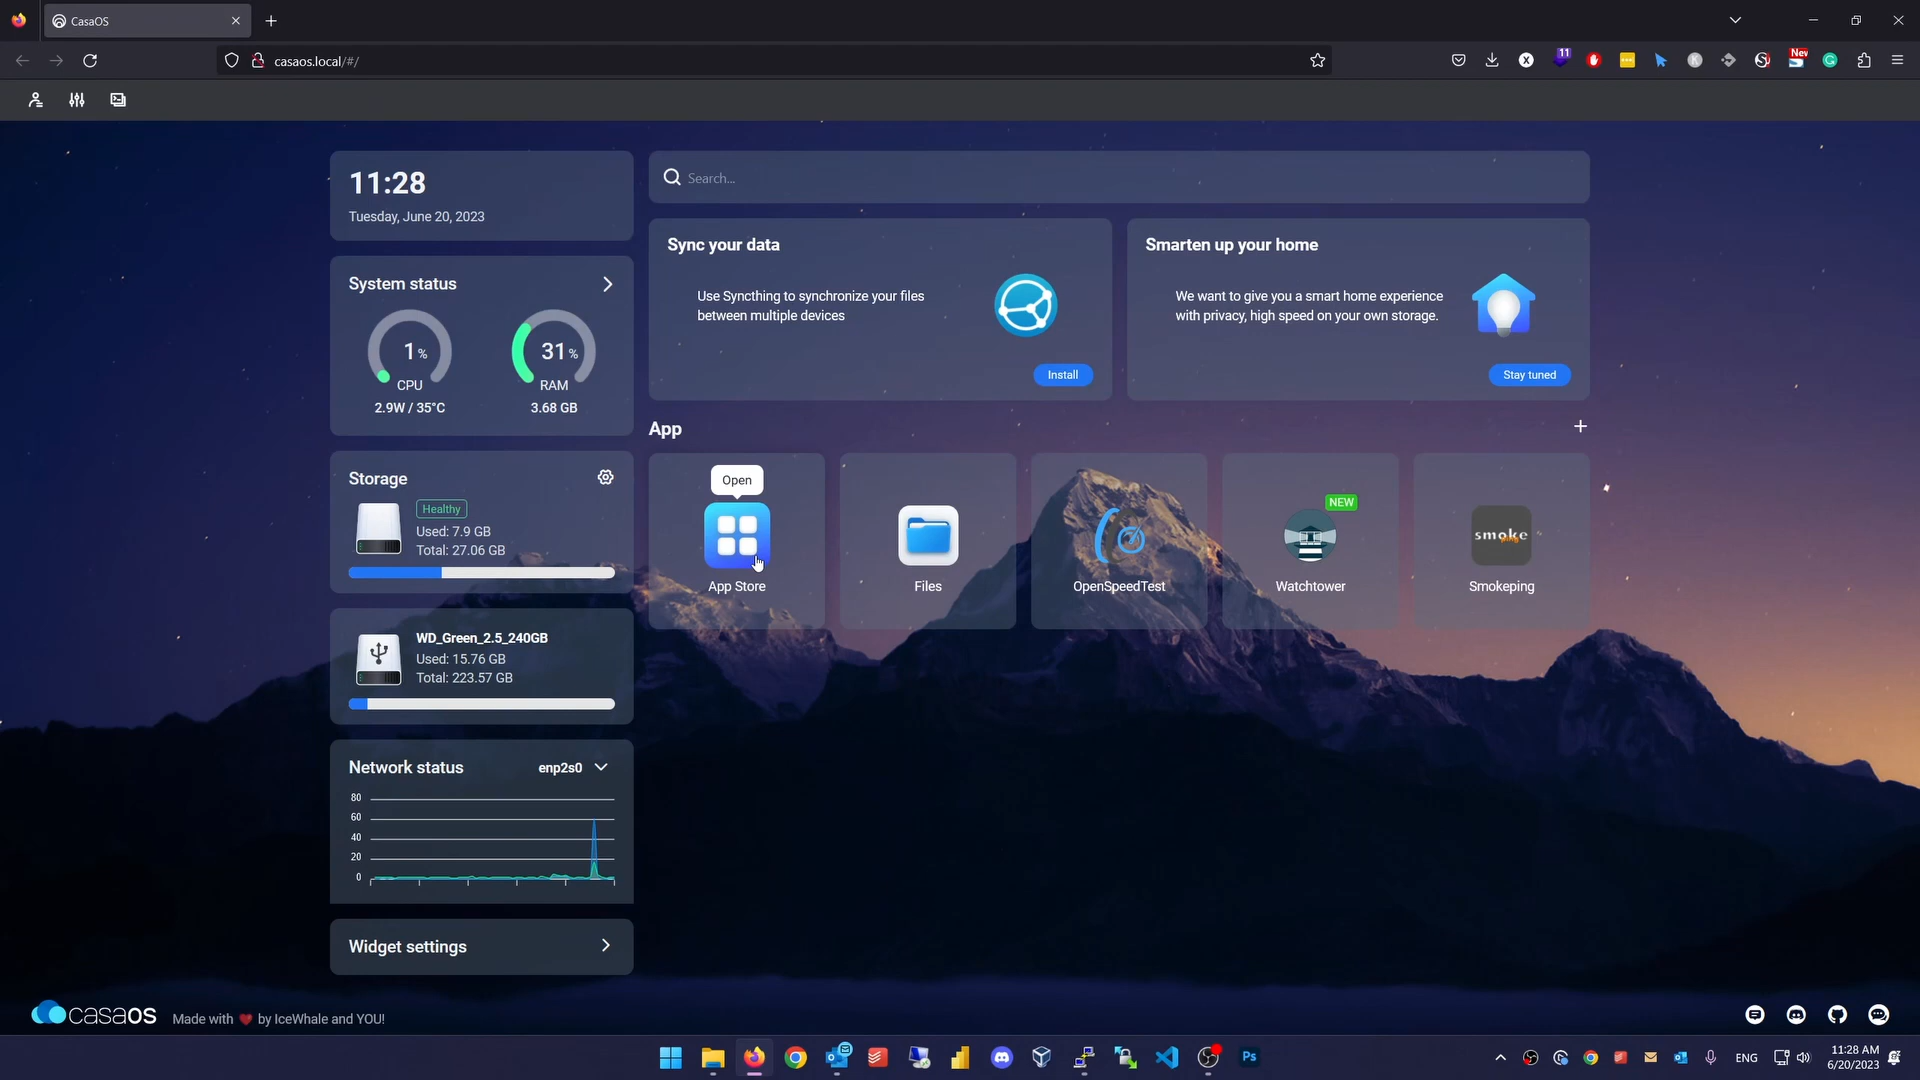 CasaOS
casaos.local/#/
11
New
11:28
Tuesday, June 20, 2023
Search...
System status
1%
CPU
2.9W / 35°C
31%
RAM
3.68 GB
Sync your data
Use Syncthing to synchronize your files
between multiple devices
Install
Smarten up your home
We want to give you a smart home experience
with privacy, high speed on your own storage.
Stay tuned
App
Storage
Healthy
Used: 7.9 GB
Total: 27.06 GB
Open
App Store
Files
OpenSpeedTest
NEW
Watchtower
smoke
ping
Smokeping
WD_Green_2.5_240GB
Used: 15.76 GB
Total: 223.57 GB
Network status
enp2s0
80
60
40
20
0
Widget settings
casaOS
Made with ❤ by IceWhale and YOU!
Ps
ENG
11:28 AM
6/20/2023